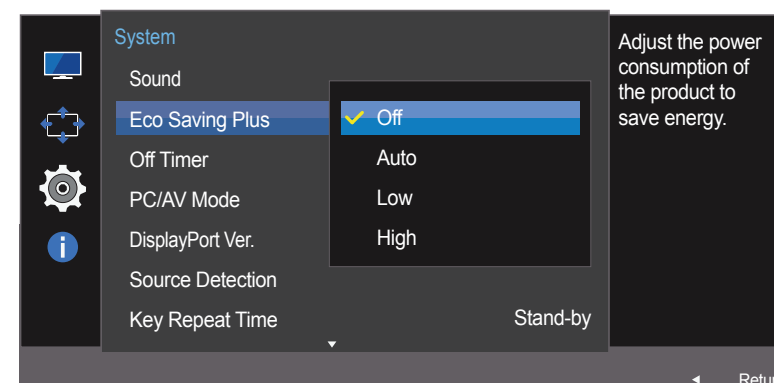 System
Sound
Eco Saving Plus
Off
Off Timer
Auto
PC/AV Mode
Low
DisplayPort Ver.
High
Source Detection
Key Repeat Time
Stand-by
Adjust the power
consumption of
the product to
save energy.